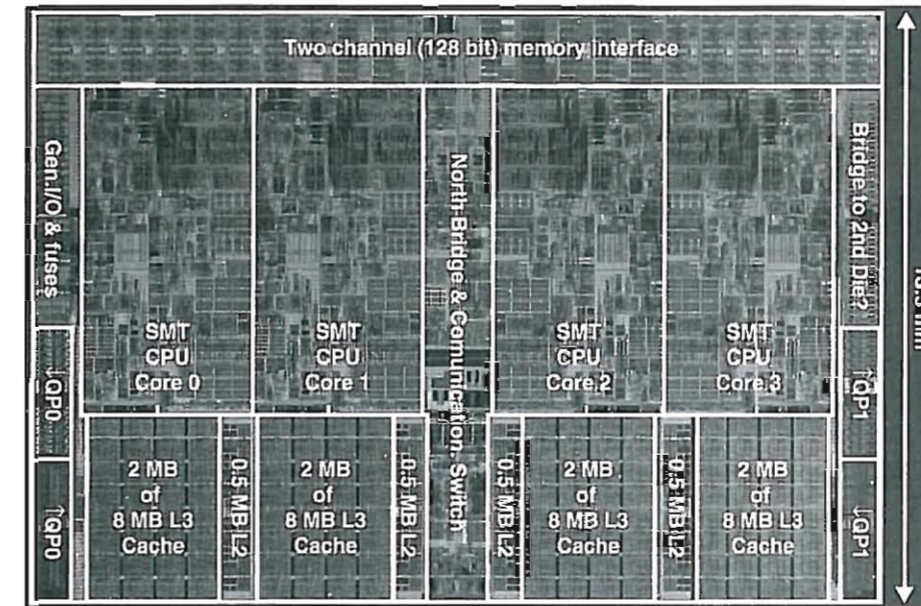 Two channel (128 bit) memory interface
Gen.I/O & fuses
North-Bridge & Comunication. Switch
Bridge to 2nd die?
SMT
CPU
Core 0
SMT
CPU
Core 1
SMT
CPU
Core 2
SMT
CPU
Core 3
↓QP0
↑QP1
2 MB
of
8 MB L3
Cache
0.5 MB L2
2 MB
of
8 MB L3
Cache
0.5 MB L2
0.5 MB L2
2 MB
of
8 MB L3
Cache
0.5 MB L2
2 MB
of
8 MB L3
Cache
↑QP0
↓QP1